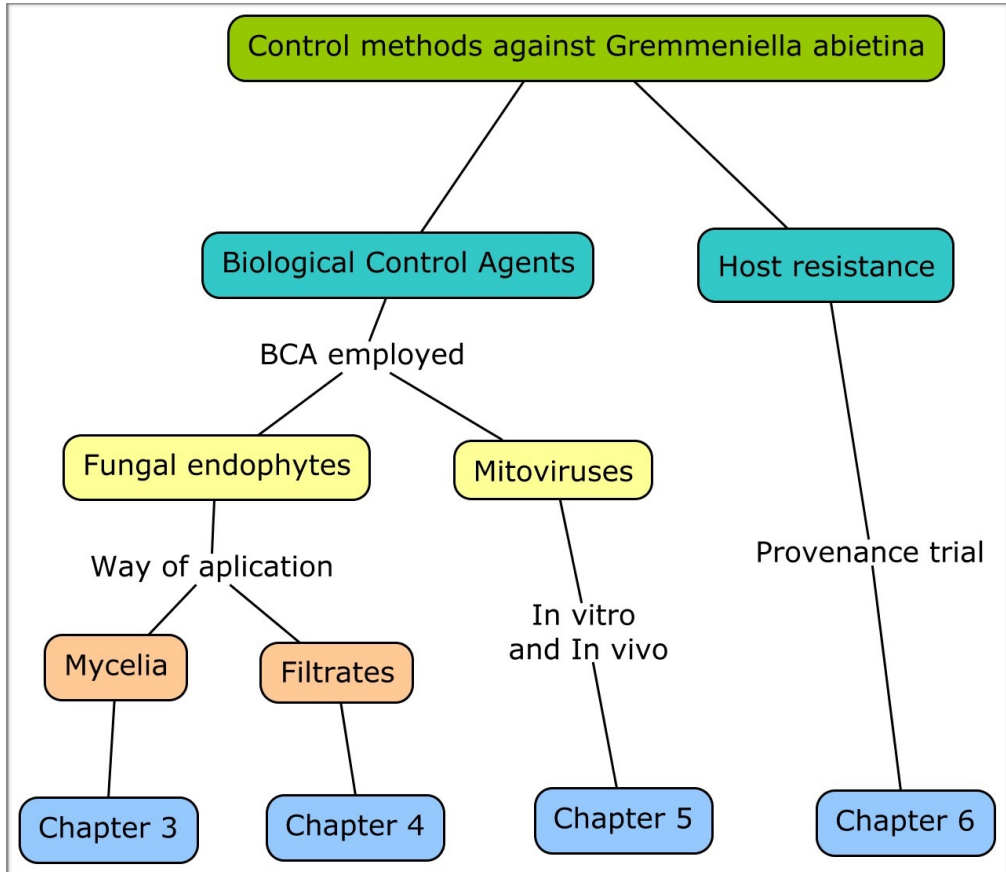 Control methods against Gremmeniella abietina
Biological Control Agents
Host resistance
BCA employed
Fungal endophytes
Mitoviruses
Way of aplication
Provenance trial
In vitro
and In vivo
Mycelia
Filtrates
Chapter 3
Chapter 4
Chapter 5
Chapter 6